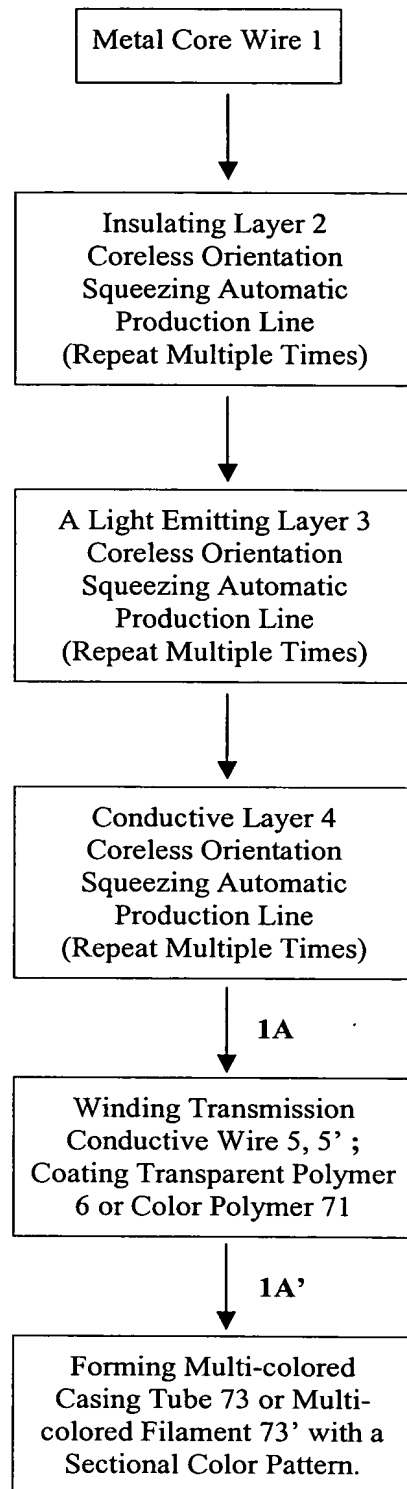 Metal Core Wire 1
Insulating Layer 2
Coreless Orientation
Squeezing Automatic
Production Line
(Repeat Multiple Times)
A Light Emitting Layer 3
Coreless Orientation
Squeezing Automatic
Production Line
(Repeat Multiple Times)
Conductive Layer 4
Coreless Orientation
Squeezing Automatic
Production Line
(Repeat Multiple Times)
1A
Winding Transmission
Conductive Wire 5, 5’ ;
Coating Transparent Polymer
6 or Color Polymer 71
1A’
Forming Multi-colored
Casing Tube 73 or Multi-
colored Filament 73’ with a
Sectional Color Pattern.